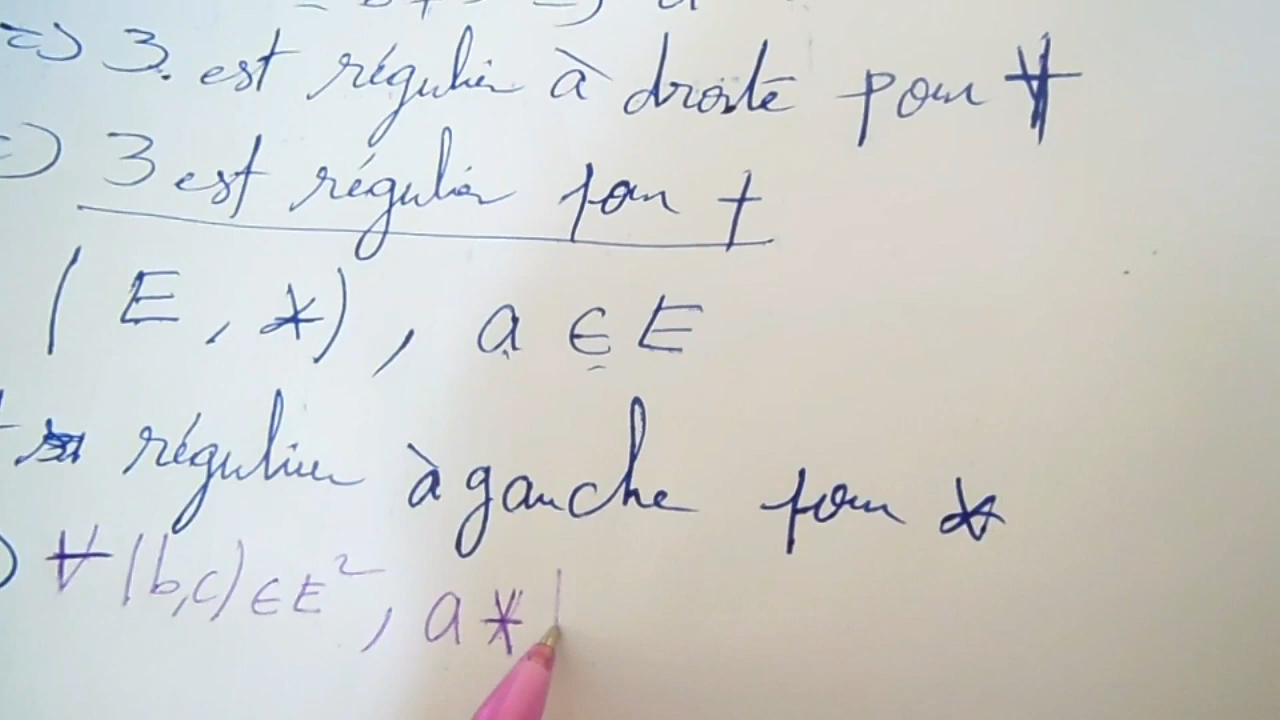 => 3. est régulier à droite pour +
=> 3 est régulier pour +
(E, *), a ∈ E
régulier à gauche pour *
∀ (b,c) ∈ E², a *